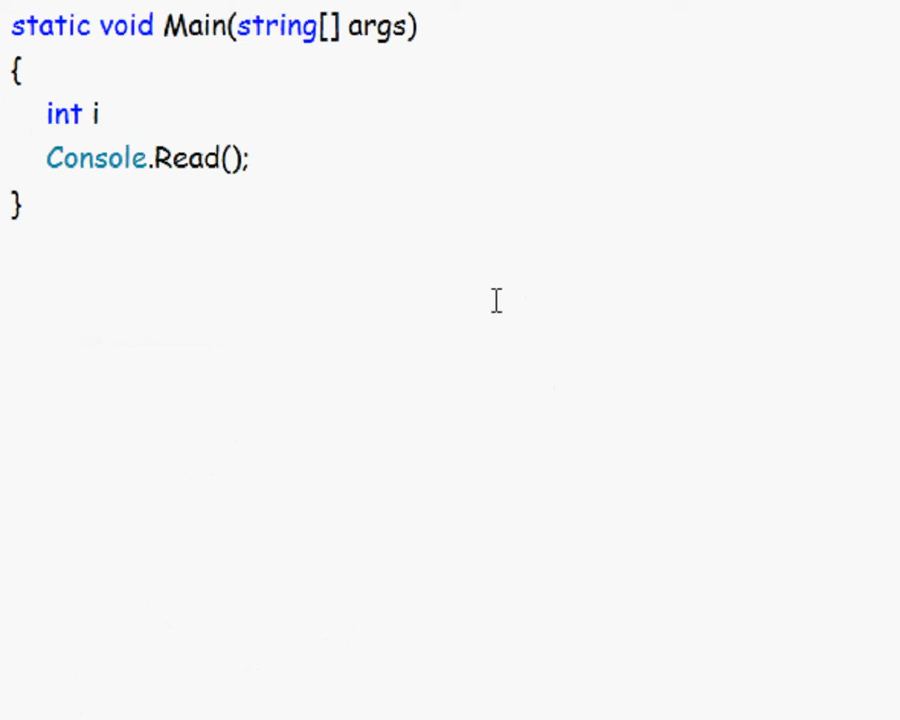 static void Main(string[] args)
{
int i
Console.Read();
}